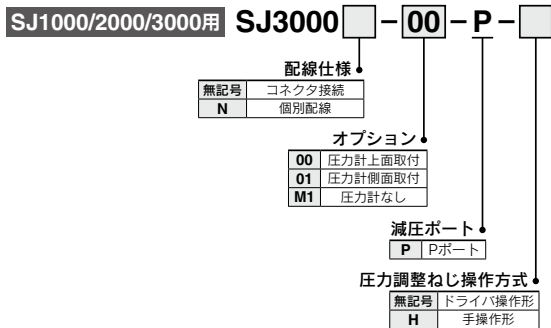 SJ1000/2000/3000用 SJ3000 - 00 - P -
配線仕様
無記号 コネクタ接続
N 個別配線
オプション
00 圧力計上面取付
01 圧力計側面取付
M1 圧力計なし
減圧ポート
P Pポート
圧力調整ねじ操作方式
無記号 ドライバ操作形
H 手操作形